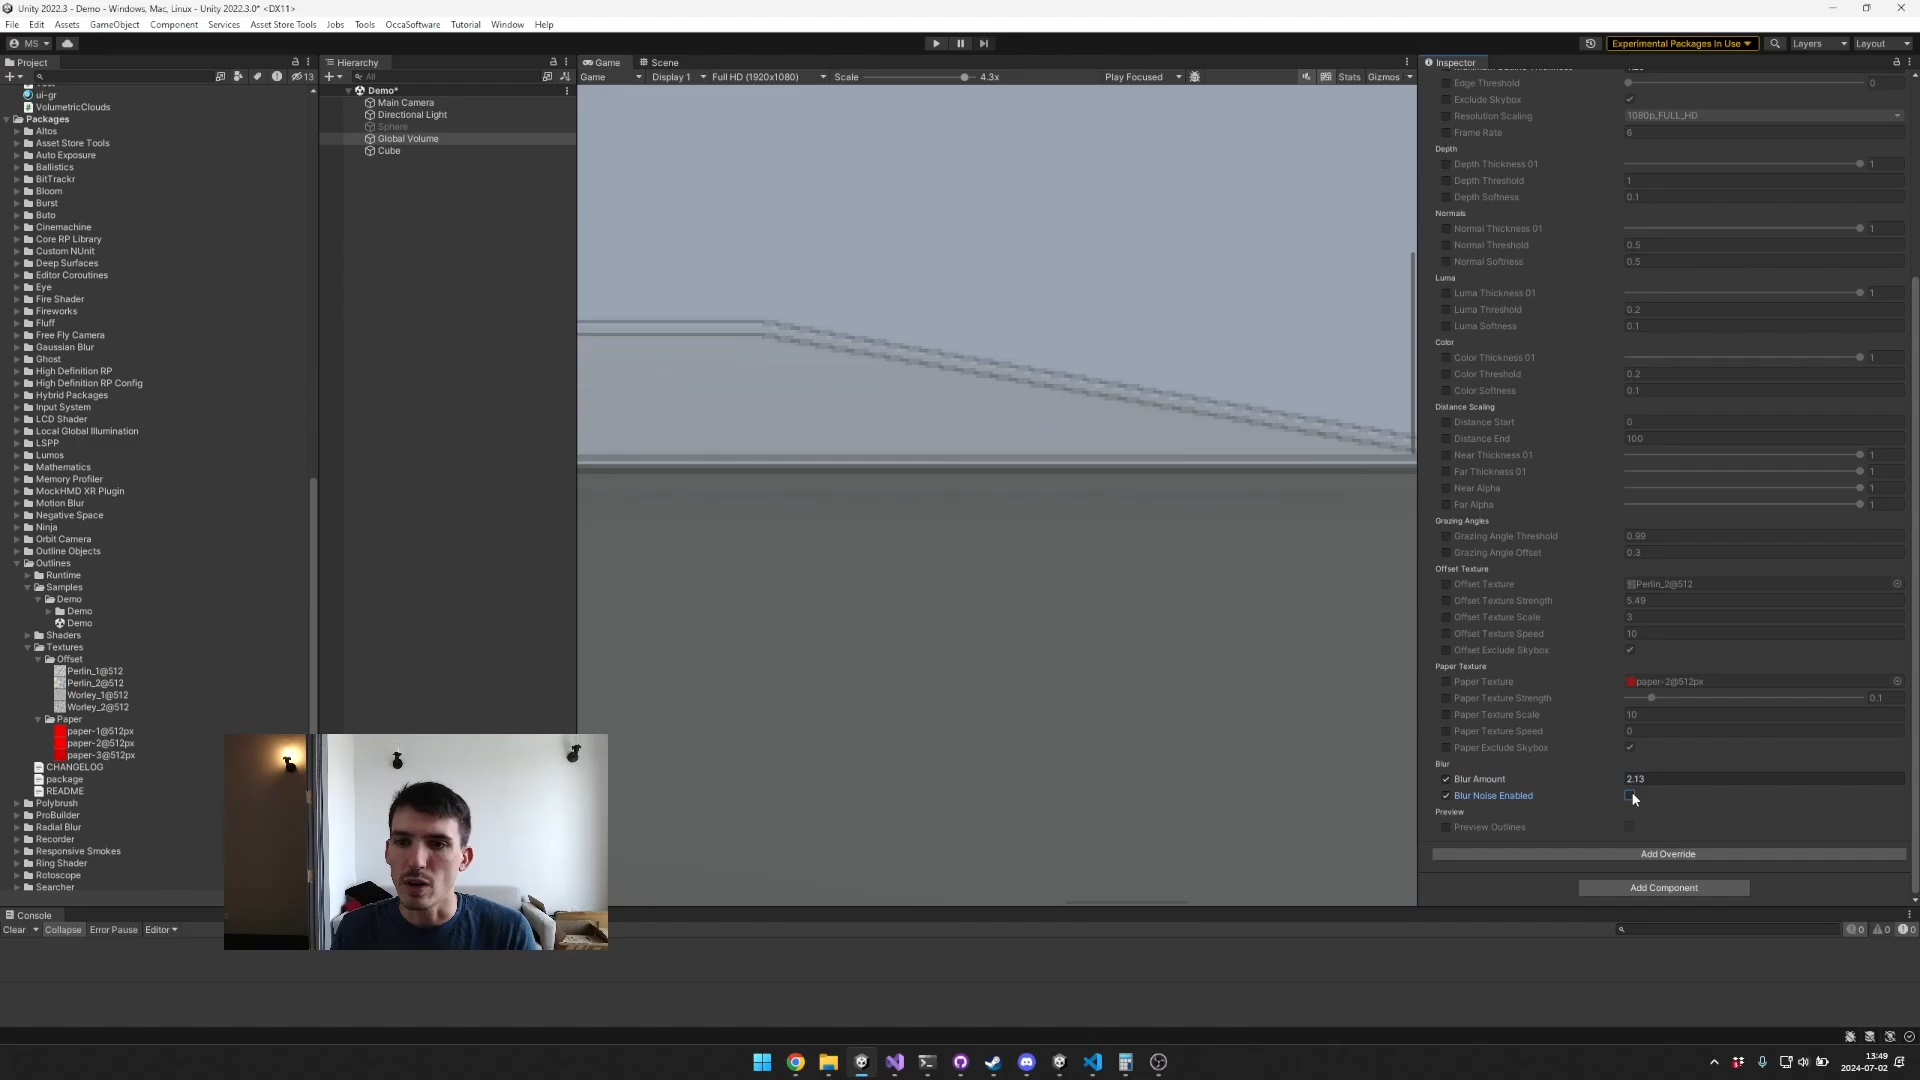 Unity 2022.3 - Demo - Windows, Mac, Linux - Unity 2022.3.0* <DX11>
File Edit Assets GameObject Component Services Asset Store Tools Jobs Tools OccaSoftware Tutorial Window Help
MS
Experimental Packages In Use
Layers
Layout
Project
13
ui-gr
VolumetricClouds
Packages
Altos
Asset Store Tools
Auto Exposure
Ballistics
BitTrackr
Bloom
Burst
Buto
Cinemachine
Core RP Library
Custom NUnit
Deep Surfaces
Editor Coroutines
Eye
Fire Shader
Fireworks
Fluff
Free Fly Camera
Gaussian Blur
Ghost
High Definition RP
High Definition RP Config
Hybrid Packages
Input System
LCD Shader
Local Global Illumination
LSPP
Lumos
Mathematics
Memory Profiler
MockHMD XR Plugin
Motion Blur
Negative Space
Ninja
Orbit Camera
Outline Objects
Outlines
Runtime
Samples
Demo
Demo
Demo
Shaders
Textures
Offset
Perlin_1@512
Perlin_2@512
Worley_1@512
Worley_2@512
Paper
paper-1@512px
paper-2@512px
paper-3@512px
CHANGELOG
package
README
Polybrush
ProBuilder
Radial Blur
Recorder
Responsive Smokes
Ring Shader
Rotoscope
Searcher
Hierarchy
All
Demo*
Main Camera
Directional Light
Sphere
Global Volume
Cube
Game Scene
Game Display 1 Full HD (1920x1080) Scale 4.3x Play Focused Stats Gizmos
Inspector
Edge Threshold 0
Exclude Skybox
Resolution Scaling 1080p_FULL_HD
Frame Rate 6
Depth
Depth Thickness 01 1
Depth Threshold 1
Depth Softness 0.1
Normals
Normal Thickness 01 1
Normal Threshold 0.5
Normal Softness 0.5
Luma
Luma Thickness 01 1
Luma Threshold 0.2
Luma Softness 0.1
Color
Color Thickness 01 1
Color Threshold 0.2
Color Softness 0.1
Distance Scaling
Distance Start 0
Distance End 100
Near Thickness 01 1
Far Thickness 01 1
Near Alpha 1
Far Alpha 1
Grazing Angles
Grazing Angle Threshold 0.99
Grazing Angle Offset 0.3
Offset Texture
Offset Texture Perlin_2@512
Offset Texture Strength 5.49
Offset Texture Scale 3
Offset Texture Speed 10
Offset Exclude Skybox
Paper Texture
Paper Texture paper-2@512px
Paper Texture Strength 0.1
Paper Texture Scale 10
Paper Texture Speed 0
Paper Exclude Skybox
Blur
Blur Amount 2.13
Blur Noise Enabled
Preview
Preview Outlines
Add Override
Add Component
Console
Clear Collapse Error Pause Editor
0 0 0
13:49
2024-07-02